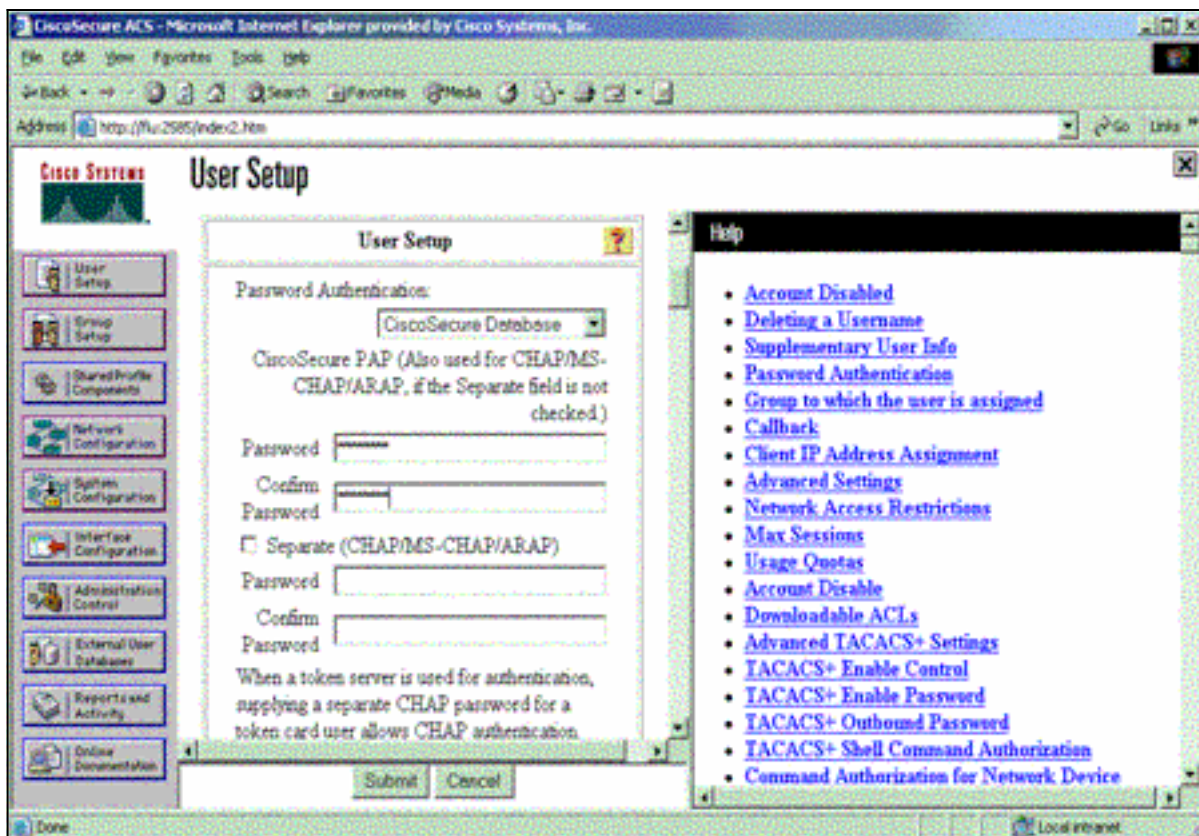 CiscoSecure ACS - Microsoft Internet Explorer provided by Cisco Systems, Inc.
File Edit View Favorites Tools Help
Back Search Favorites Media
Address http://flu:2585/index2.htm Go Links »
CISCO SYSTEMS
User Setup
User Setup
Group Setup
Shared Profile Components
Network Configuration
System Configuration
Interface Configuration
Administration Control
External User Databases
Reports and Activity
Online Documentation
User Setup
Password Authentication:
CiscoSecure Database
CiscoSecure PAP (Also used for CHAP/MS-
CHAP/ARAP, if the Separate field is not
checked.)
Password
Confirm
Password
Separate (CHAP/MS-CHAP/ARAP)
Password
Confirm
Password
When a token server is used for authentication,
supplying a separate CHAP password for a
token card user allows CHAP authentication.
Submit Cancel
Help
Account Disabled
Deleting a Username
Supplementary User Info
Password Authentication
Group to which the user is assigned
Callback
Client IP Address Assignment
Advanced Settings
Network Access Restrictions
Max Sessions
Usage Quotas
Account Disable
Downloadable ACLs
Advanced TACACS+ Settings
TACACS+ Enable Control
TACACS+ Enable Password
TACACS+ Outbound Password
TACACS+ Shell Command Authorization
Command Authorization for Network Device
Done
Local intranet